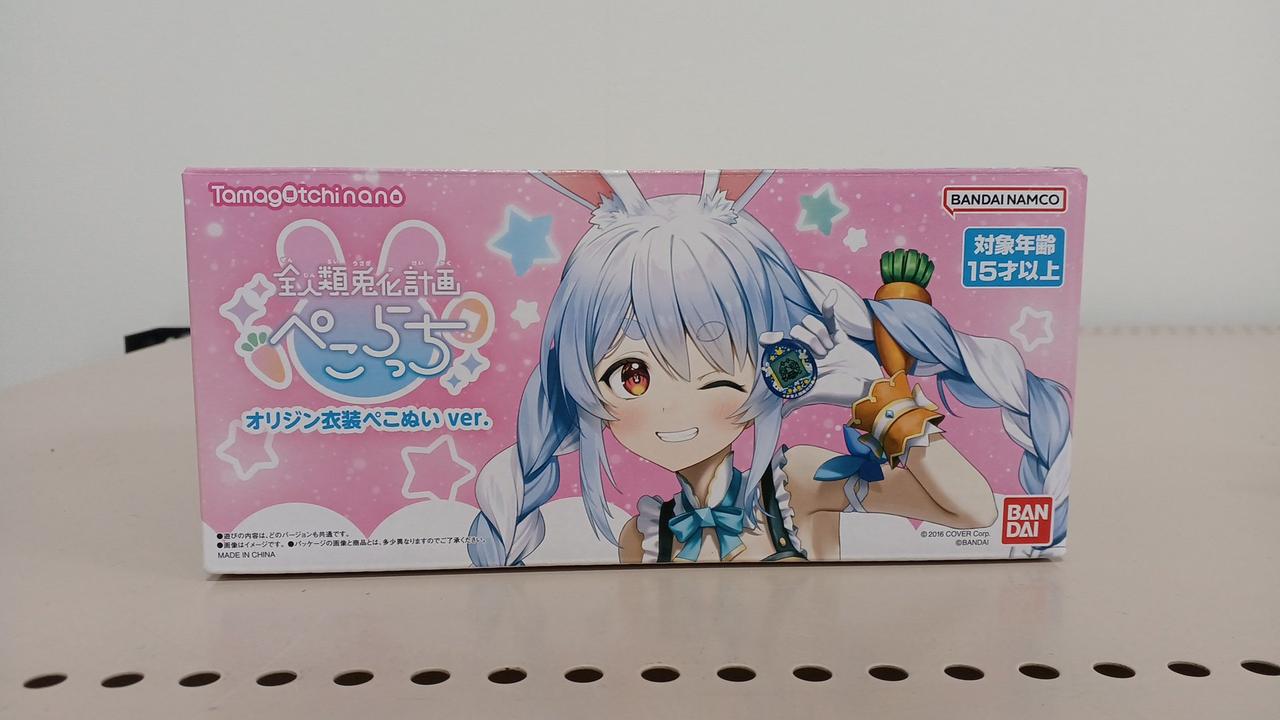 Tamagotchi nano
全人類兎化計画
ぺこらっち
オリジン衣装ぺこぬい ver.
BANDAI NAMCO
対象年齢
15才以上
●遊びの内容は、どのバージョンも共通です。
●画像はイメージです。●パッケージの画像と商品とは、多少異なりますのでご了承ください。
MADE IN CHINA
© 2016 COVER Corp.
©BANDAI
BAN
DAI